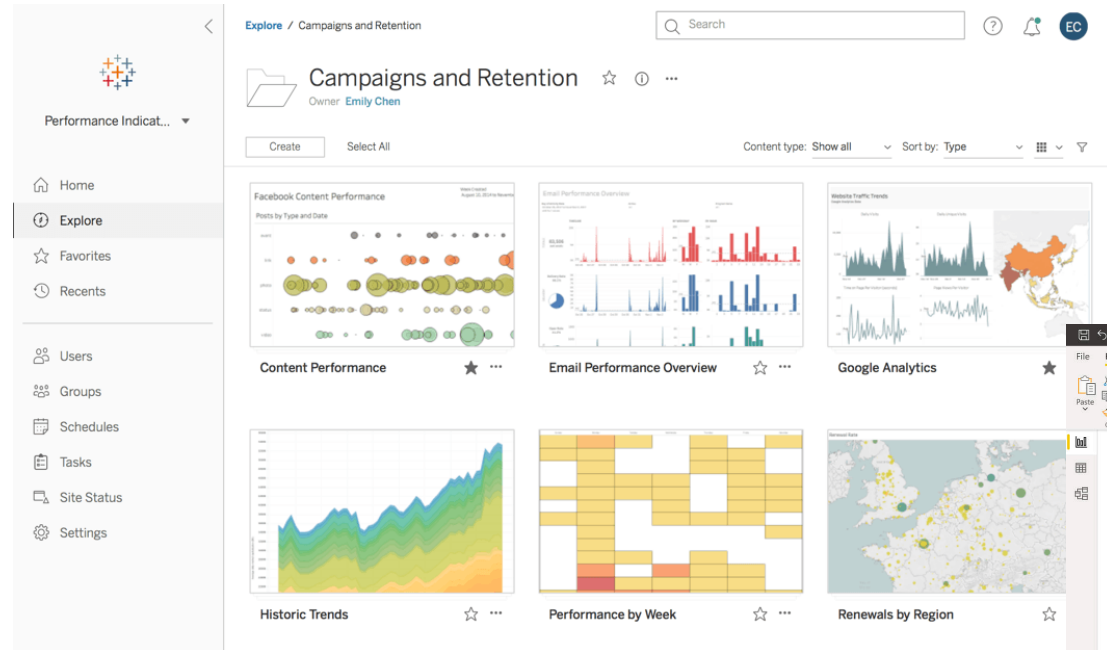 Explore / Campaigns and Retention
Search
?
EC
Campaigns and Retention
Owner Emily Chen
Performance Indicat...
Create
Select All
Content type: Show all
Sort by: Type
Home
Explore
Favorites
Recents
Users
Groups
Schedules
Tasks
Site Status
Settings
Facebook Content Performance
Posts by Type and Date
Content Performance
Email Performance Overview
Email Performance Overview
Website Traffic Trends
Google Analytics
File
Paste
Historic Trends
Performance by Week
Renewal Rate
Renewals by Region